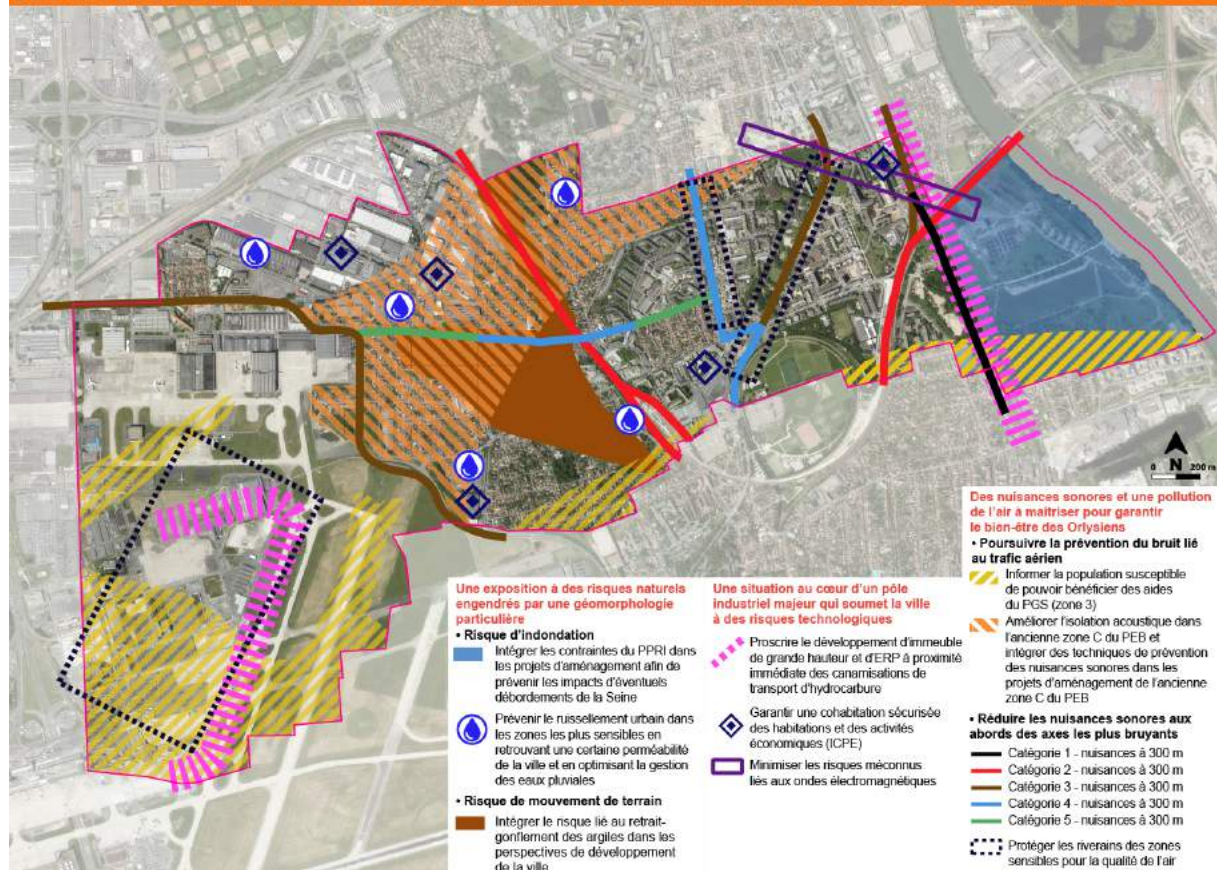 N
0 200 m
Une exposition à des risques naturels
engendrés par une géomorphologie
particulière
• Risque d'indondation
Intégrer les contraintes du PPRI dans
les projets d'aménagement afin de
prévenir les impacts d'éventuels
débordements de la Seine
Prévenir le ruissellement urbain dans
les zones les plus sensibles en
retrouvant une certaine perméabilité
de la ville et en optimisant la gestion
des eaux pluviales
• Risque de mouvement de terrain
Intégrer le risque lié au retrait-
gonflement des argiles dans les
perspectives de développement
de la ville
Une situation au cœur d'un pôle
industriel majeur qui soumet la ville
à des risques technologiques
Proscrire le développement d'immeuble
de grande hauteur et d'ERP à proximité
immédiate des canarnisations de
transport d'hydrocarbure
Garantir une cohabitation sécurisée
des habitations et des activités
économiques (ICPE)
Minimiser les risques méconnus
liés aux ondes électromagnétiques
Des nuisances sonores et une pollution
de l'air à maîtriser pour garantir
le bien-être des Orlysiens
• Poursuivre la prévention du bruit lié
au trafic aérien
Informer la population susceptible
de pouvoir bénéficier des aides
du PGS (zone 3)
Améliorer l'isolation acoustique dans
l'ancienne zone C du PEB et
intégrer des techniques de prévention
des nuisances sonores dans les
projets d'aménagement de l'ancienne
zone C du PEB
• Réduire les nuisances sonores aux
abords des axes les plus bruyants
Catégorie 1 - nuisances à 300 m
Catégorie 2 - nuisances à 300 m
Catégorie 3 - nuisances à 300 m
Catégorie 4 - nuisances à 300 m
Catégorie 5 - nuisances à 300 m
Protéger les riverains des zones
sensibles pour la qualité de l'air